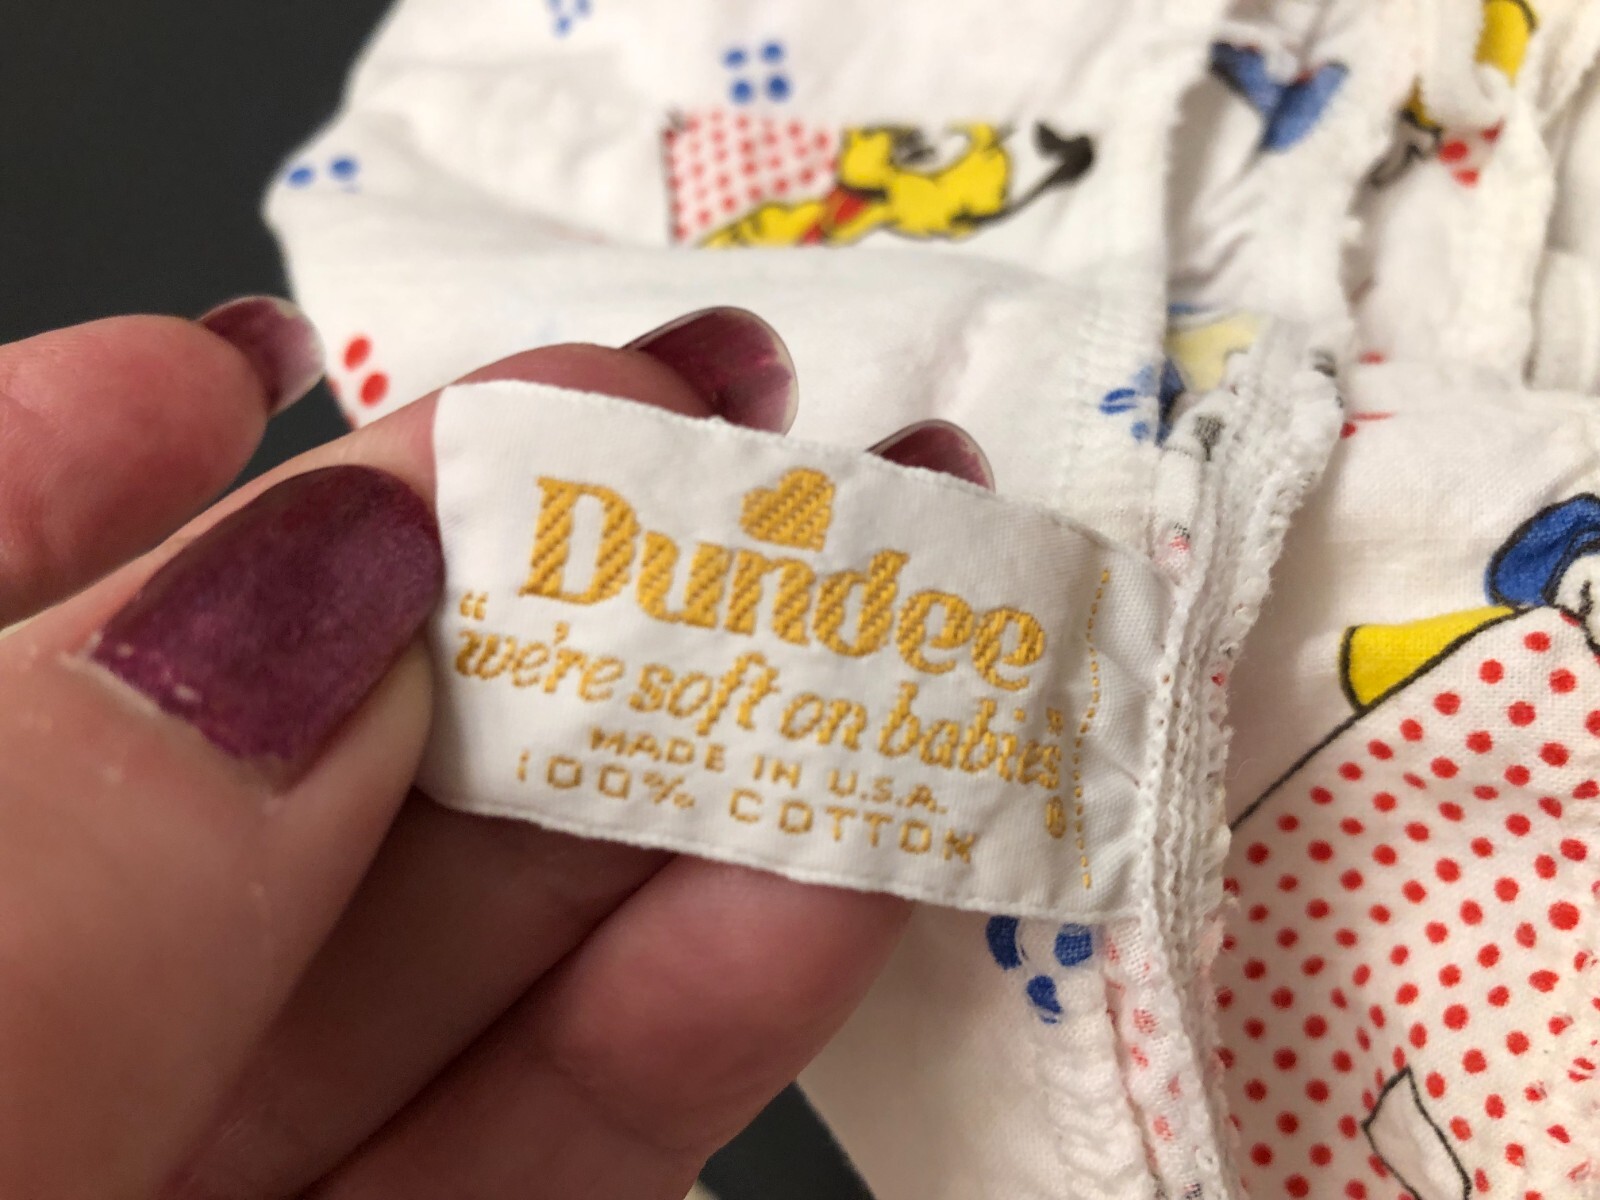 Dundee
"we're soft on babies"®
MADE IN U.S.A.
100% COTTON